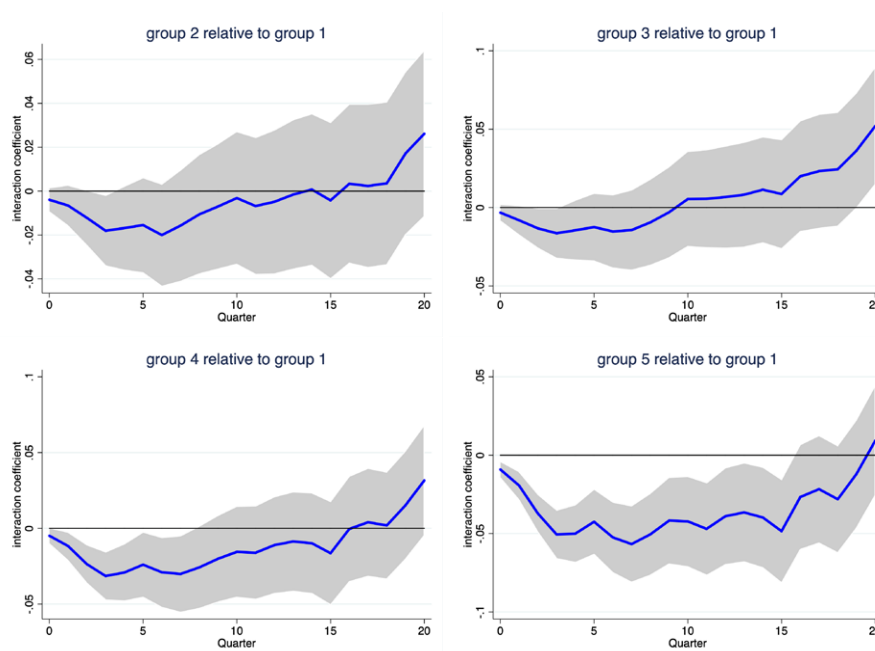 group 2 relative to group 1
interaction coefficient
.06
.04
.02
0
-.02
-.04
0 5 10 15 20
Quarter
group 3 relative to group 1
interaction coefficient
.1
.05
0
-.05
0 5 10 15 20
Quarter
group 4 relative to group 1
interaction coefficient
.1
.05
0
-.05
0 5 10 15 20
Quarter
group 5 relative to group 1
interaction coefficient
.05
0
-.05
-.1
0 5 10 15 20
Quarter